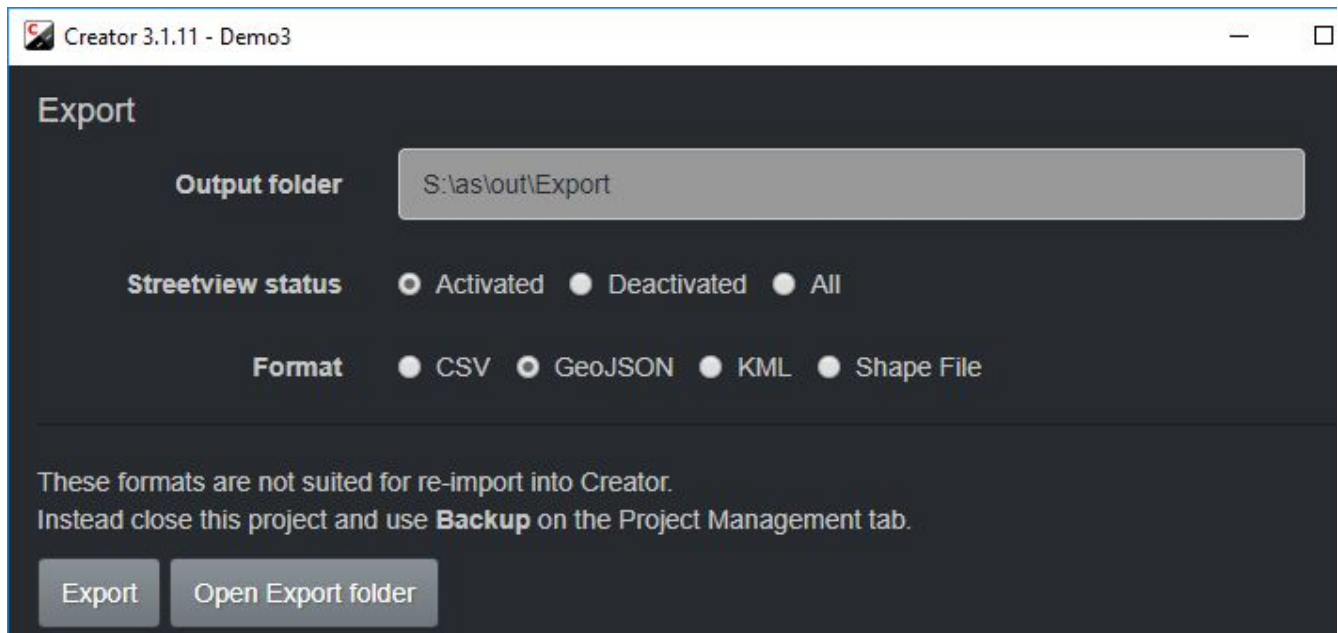 Creator 3.1.11 - Demo3
Export
Output folder S:\as\out\Export
Streetview status Activated Deactivated All
Format CSV GeoJSON KML Shape File
These formats are not suited for re-import into Creator.
Instead close this project and use Backup on the Project Management tab.
Export Open Export folder